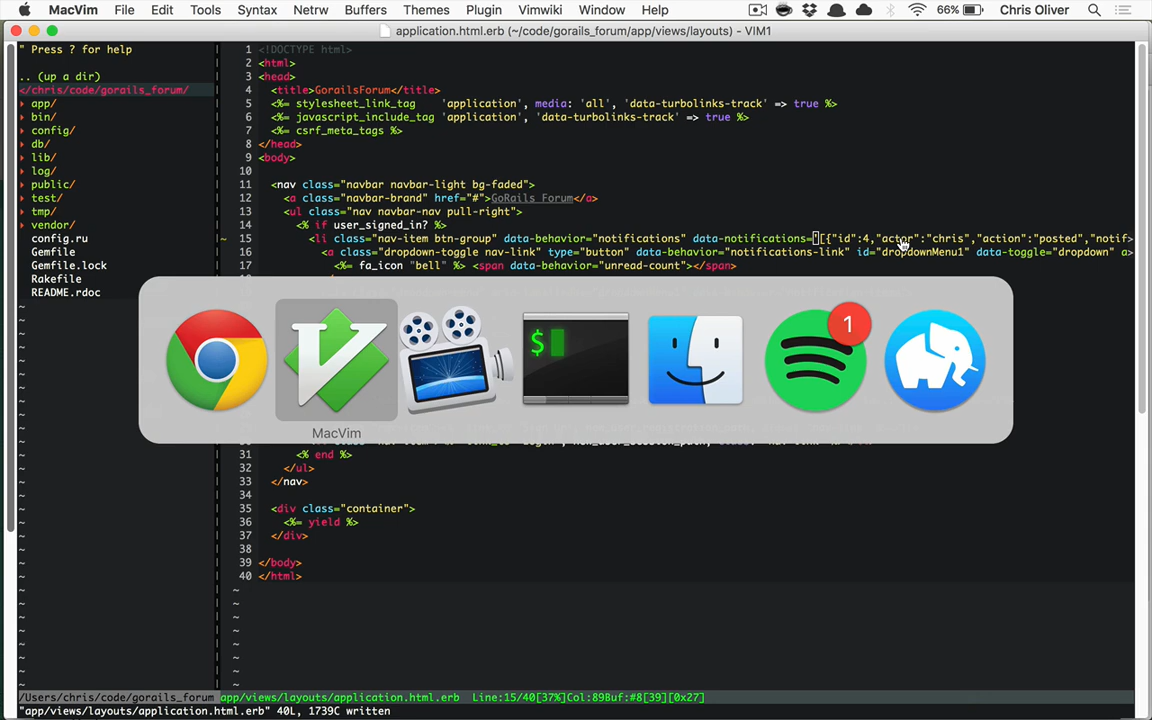 MacVim File Edit Tools Syntax Netrw Buffers Themes Plugin Vimwiki Window Help 66% Chris Oliver
application.html.erb (~/code/gorails_forum/app/views/layouts) - VIM1
" Press ? for help
.. (up a dir)
</chris/code/gorails_forum/
app/
bin/
config/
db/
lib/
log/
public/
test/
tmp/
vendor/
config.ru
Gemfile
Gemfile.lock
Rakefile
README.rdoc
1 <!DOCTYPE html>
2 <html>
3 <head>
4 <title>GorailsForum</title>
5 <%= stylesheet_link_tag 'application', media: 'all', 'data-turbolinks-track' => true %>
6 <%= javascript_include_tag 'application', 'data-turbolinks-track' => true %>
7 <%= csrf_meta_tags %>
8 </head>
9 <body>
10
11 <nav class="navbar navbar-light bg-faded">
12 <a class="navbar-brand" href="#">GoRails Forum</a>
13 <ul class="nav navbar-nav pull-right">
14 <% if user_signed_in? %>
~ 15 <li class="nav-item btn-group" data-behavior="notifications" data-notifications='[{"id":4,"actor":"chris","action":"posted","notif>
16 <a class="dropdown-toggle nav-link" type="button" data-behavior="notifications-link" id="dropdownMenu1" data-toggle="dropdown" a>
17 <%= fa_icon "bell" %> <span data-behavior="unread-count"></span>
$
1
MacVim
31 <% end %>
32 </ul>
33 </nav>
34
35 <div class="container">
36 <%= yield %>
37 </div>
38
39 </body>
40 </html>
/Users/chris/code/gorails_forum app/views/layouts/application.html.erb Line:15/40[37%]Col:89Buf:#8[39][0x27]
"app/views/layouts/application.html.erb" 40L, 1739C written